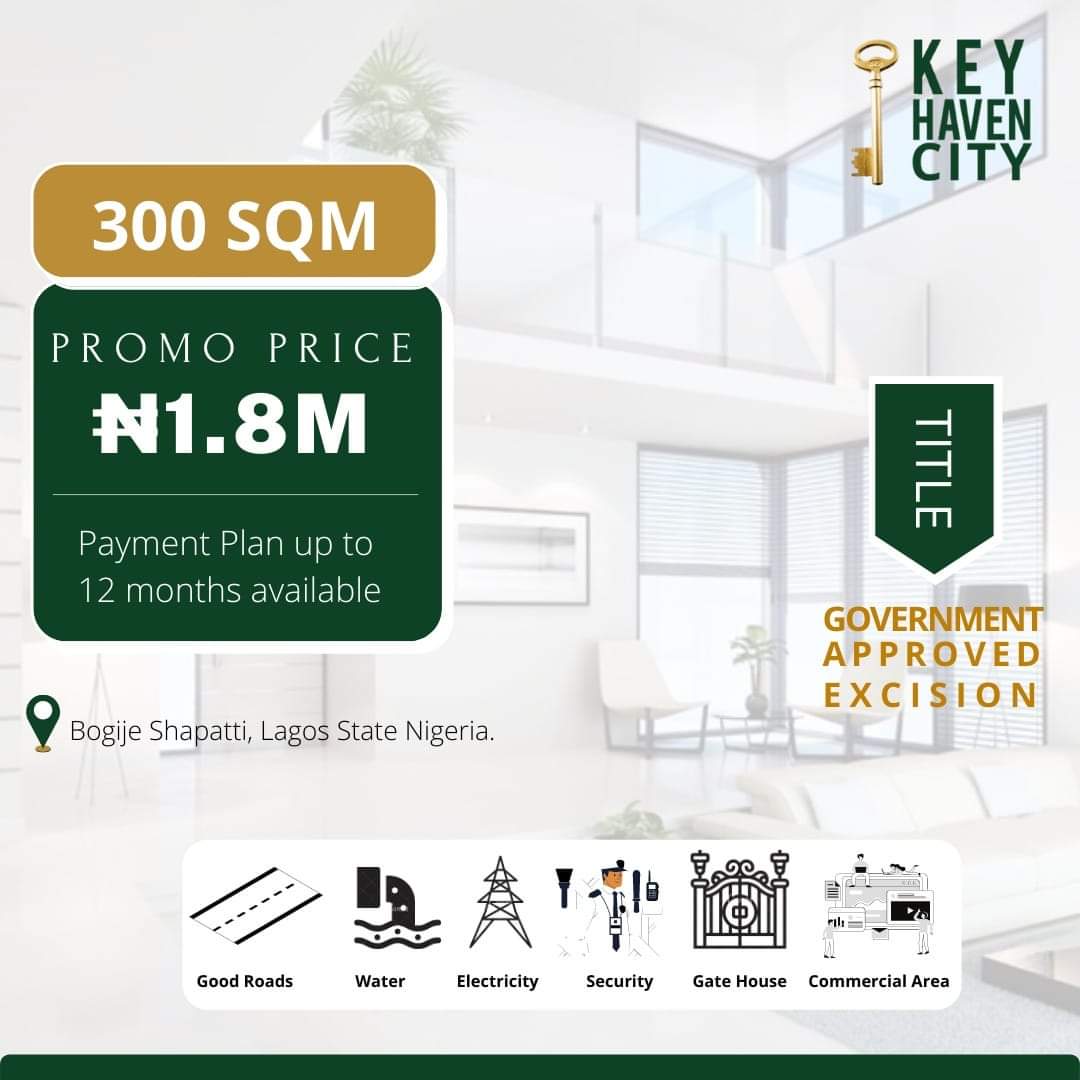 KEY
HAVEN
CITY
300 SQM
PROMO PRICE
₦1.8M
Payment Plan up to
12 months available
TITLE
GOVERNMENT
APPROVED
EXCISION
Bogije Shapatti, Lagos State Nigeria.
Good Roads
Water
Electricity
Security
Gate House
Commercial Area